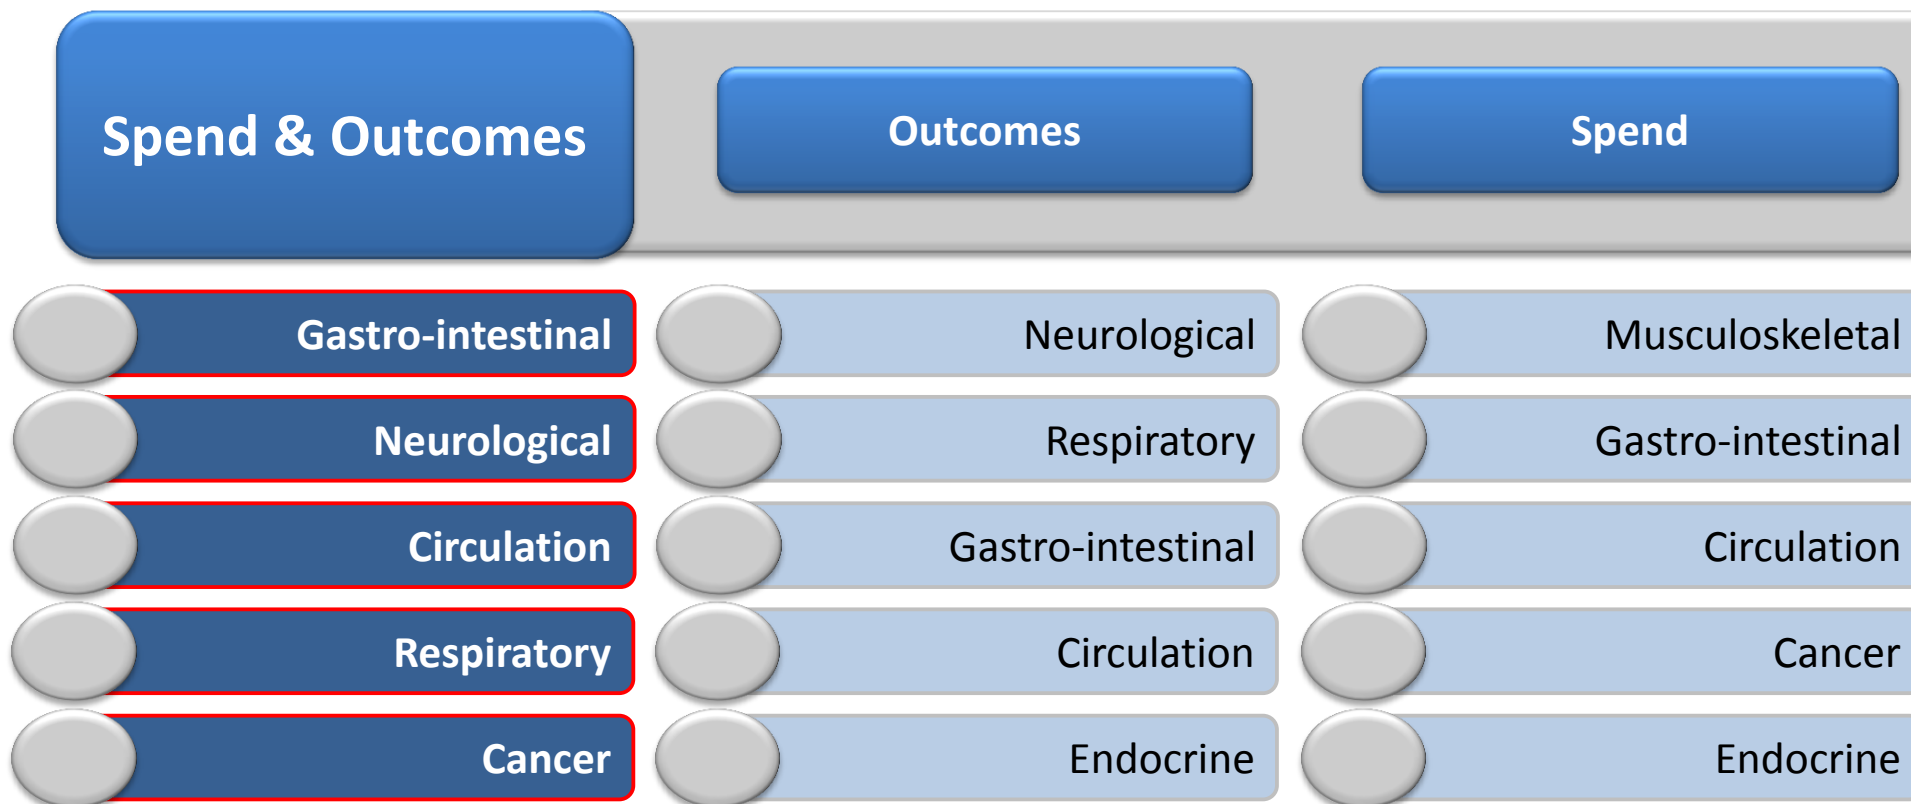 Spend & Outcomes
Outcomes
Spend
Gastro-intestinal
Neurological
Musculoskeletal
Neurological
Respiratory
Gastro-intestinal
Circulation
Gastro-intestinal
Circulation
Respiratory
Circulation
Cancer
Cancer
Endocrine
Endocrine